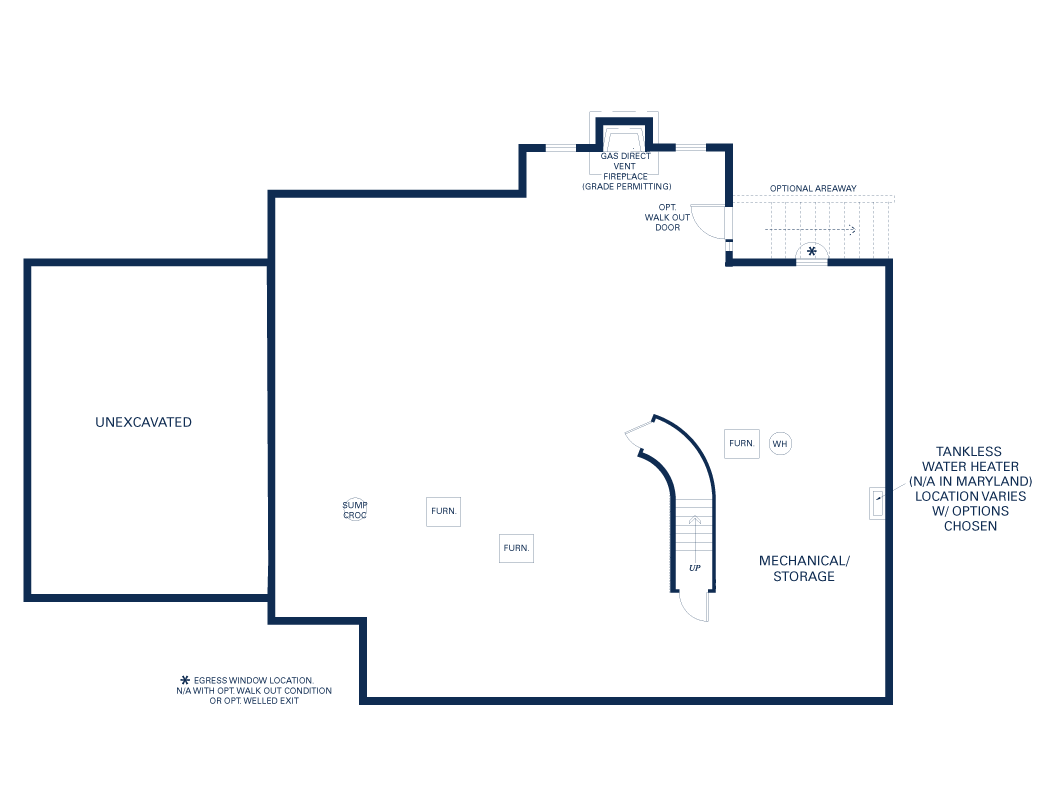 GAS DIRECT
VENT
FIREPLACE
(GRADE PERMITTING)
OPTIONAL AREAWAY
OPT.
WALK OUT
DOOR
*
UNEXCAVATED
FURN.
WH
TANKLESS
WATER HEATER
(N/A IN MARYLAND)
LOCATION VARIES
W/ OPTIONS
CHOSEN
SUMP
CROC
FURN.
FURN.
UP
MECHANICAL/
STORAGE
* EGRESS WINDOW LOCATION.
N/A WITH OPT. WALK OUT CONDITION
OR OPT. WELLED EXIT